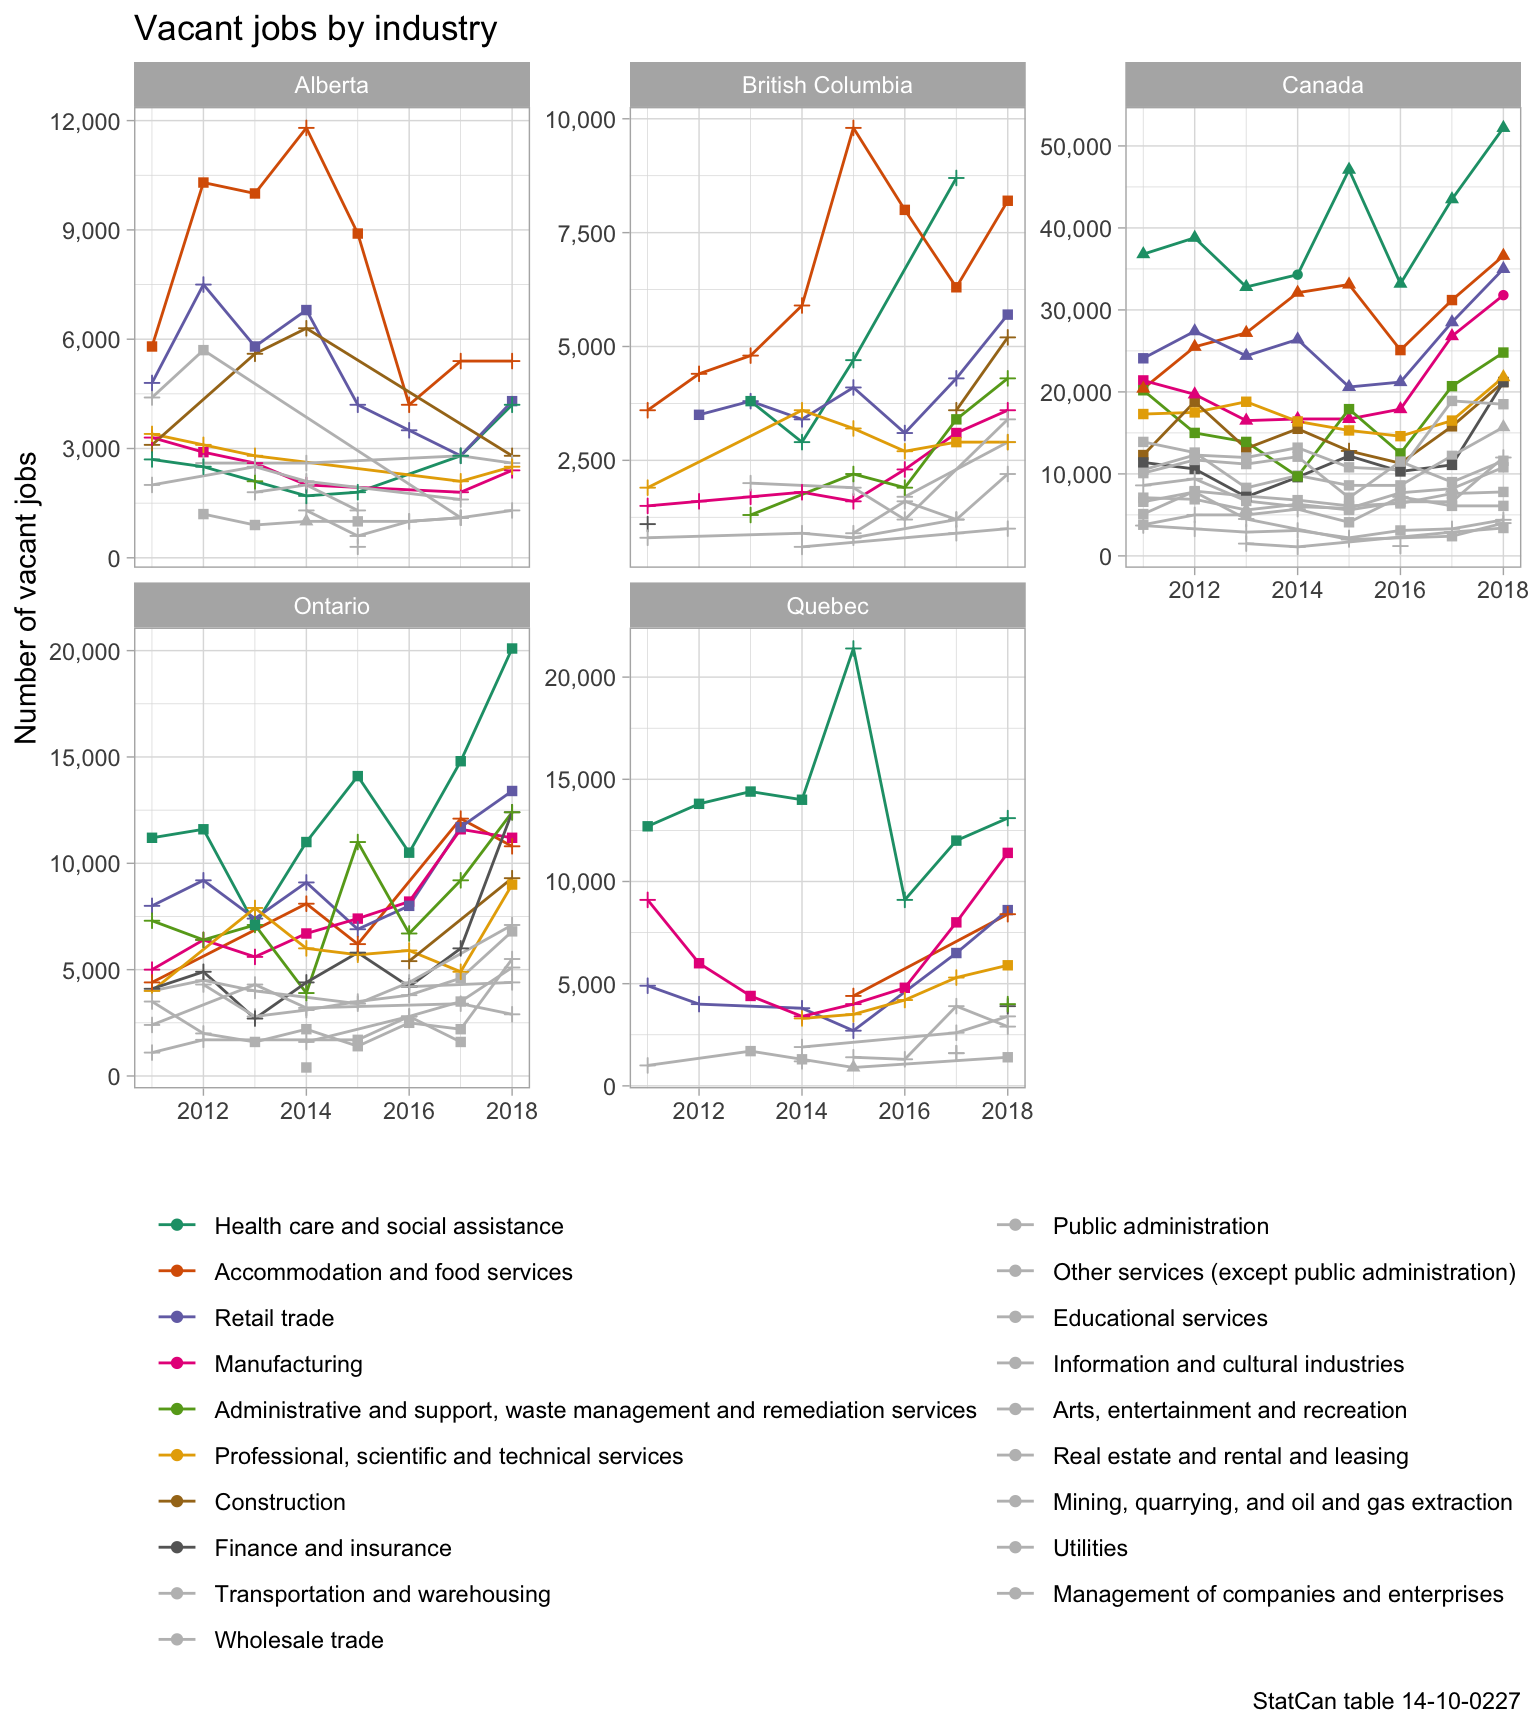 Vacant jobs by industry
Alberta
British Columbia
Canada
12,000
9,000
6,000
3,000
0
10,000
7,500
5,000
2,500
50,000
40,000
30,000
20,000
10,000
0
2012 2014 2016 2018
Number of vacant jobs
Ontario
Quebec
20,000
15,000
10,000
5,000
0
20,000
15,000
10,000
5,000
0
2012 2014 2016 2018
2012 2014 2016 2018
Health care and social assistance
Accommodation and food services
Retail trade
Manufacturing
Administrative and support, waste management and remediation services
Professional, scientific and technical services
Construction
Finance and insurance
Transportation and warehousing
Wholesale trade
Public administration
Other services (except public administration)
Educational services
Information and cultural industries
Arts, entertainment and recreation
Real estate and rental and leasing
Mining, quarrying, and oil and gas extraction
Utilities
Management of companies and enterprises
StatCan table 14-10-0227